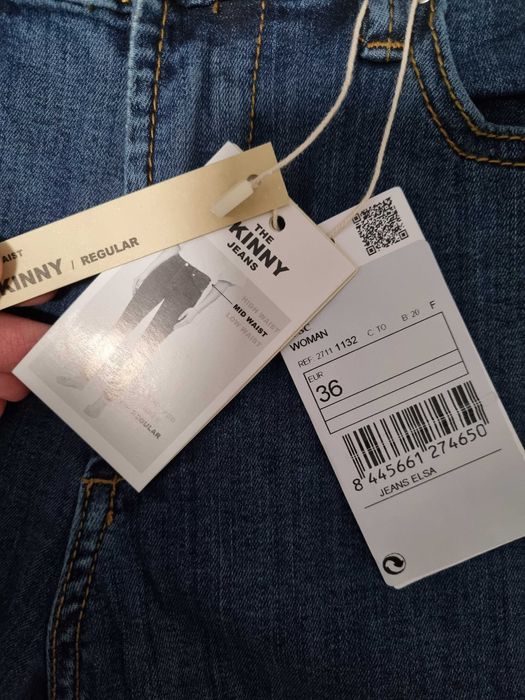 AIST
KINNY / REGULAR
THE
KINNY
JEANS
HIGH WAIST
MID WAIST
LOW WAIST
REGULAR
WOMAN
REF. 2711 1132 C. TO B: 20 F
EUR
36
8 445661 274650
JEANS ELSA